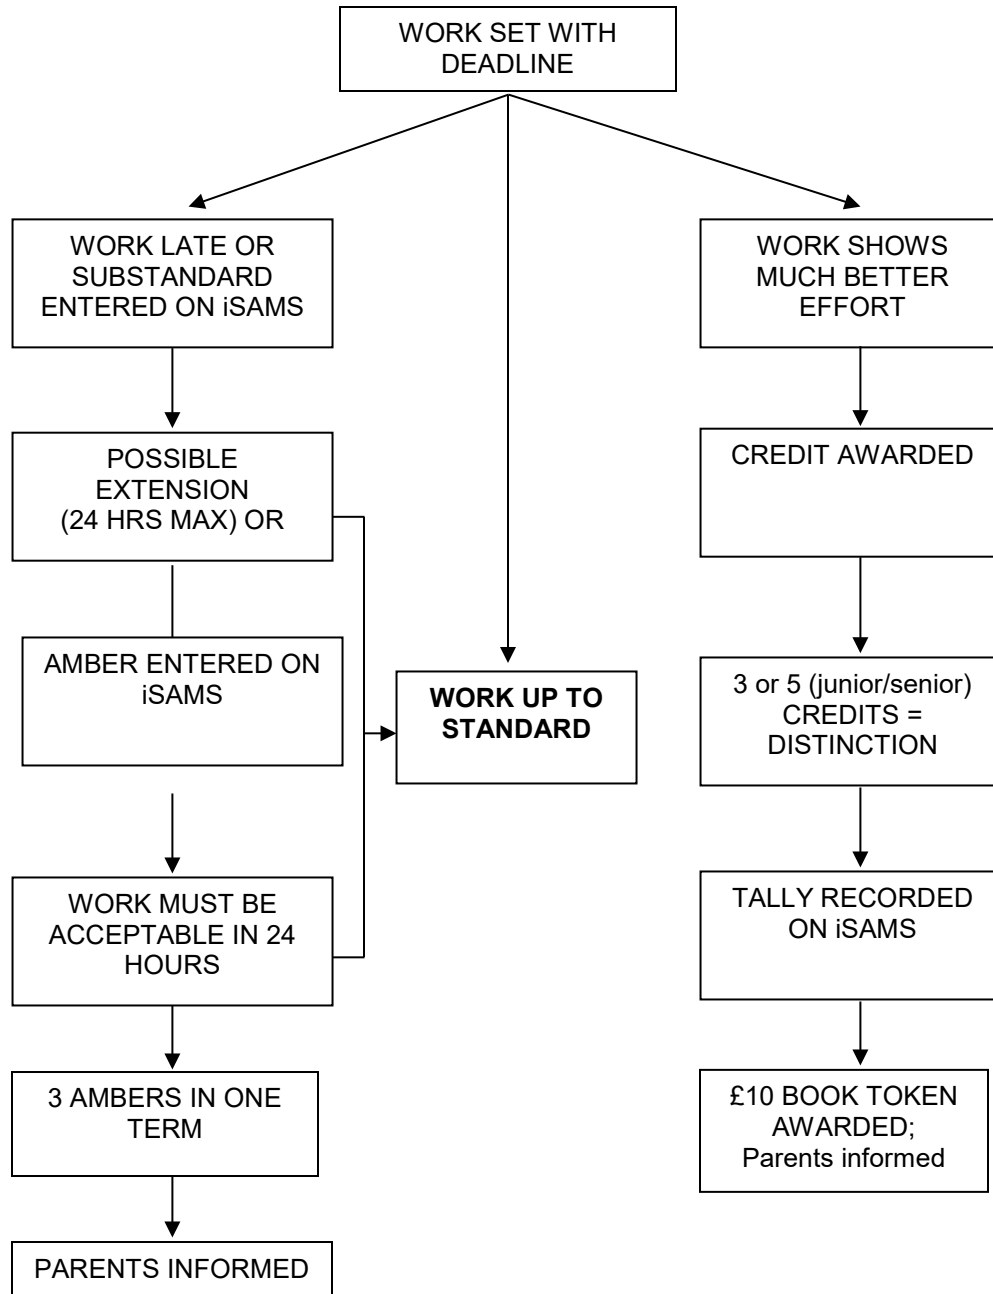 WORK SET WITH
DEADLINE
WORK LATE OR
SUBSTANDARD
ENTERED ON iSAMS
WORK SHOWS
MUCH BETTER
EFFORT
POSSIBLE
EXTENSION
(24 HRS MAX) OR
CREDIT AWARDED
AMBER ENTERED ON
iSAMS
WORK UP TO
STANDARD
3 or 5 (junior/senior)
CREDITS =
DISTINCTION
WORK MUST BE
ACCEPTABLE IN 24
HOURS
TALLY RECORDED
ON iSAMS
3 AMBERS IN ONE
TERM
£10 BOOK TOKEN
AWARDED;
Parents informed
PARENTS INFORMED